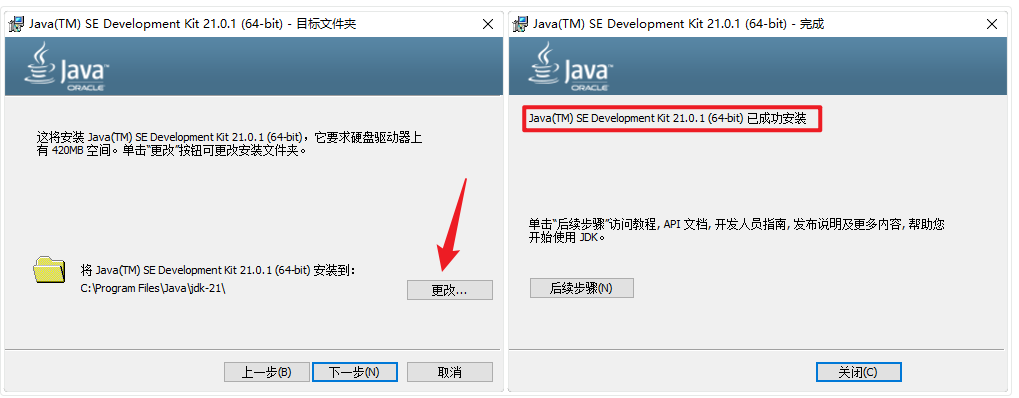 Java(TM) SE Development Kit 21.0.1 (64-bit) - 目标文件夹
Java
ORACLE
这将安装 Java(TM) SE Development Kit 21.0.1 (64-bit)，它要求硬盘驱动器上
有 420MB 空间。单击“更改”按钮可更改安装文件夹。
将 Java(TM) SE Development Kit 21.0.1 (64-bit) 安装到：
C:\Program Files\Java\jdk-21\
更改...
上一步(B)
下一步(N)
取消
Java(TM) SE Development Kit 21.0.1 (64-bit) - 完成
Java
ORACLE
Java(TM) SE Development Kit 21.0.1 (64-bit) 已成功安装
单击“后续步骤”访问教程, API 文档, 开发人员指南, 发布说明及更多内容, 帮助您
开始使用 JDK。
后续步骤(N)
关闭(C)